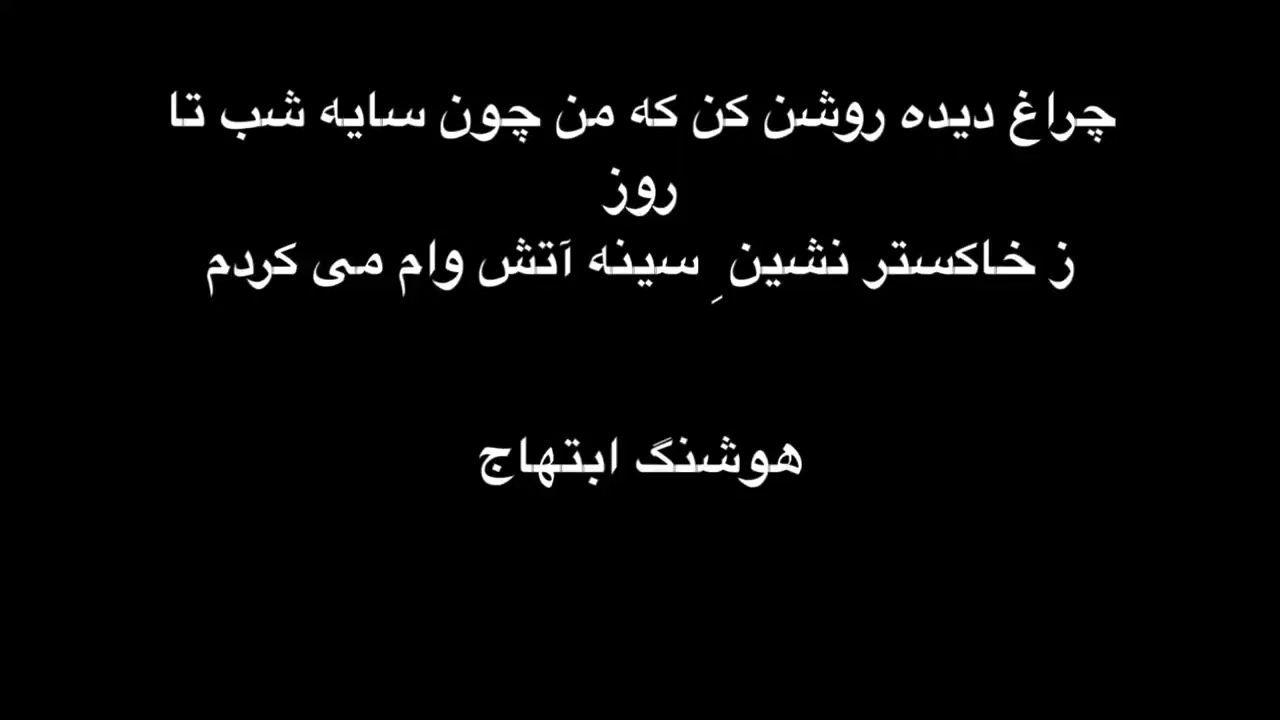 چراغ دیده روشن کن که من چون سایه شب تا
روز
ز خاکستر نشین ِ سینه آتش وام می کردم
هوشنگ ابتهاج